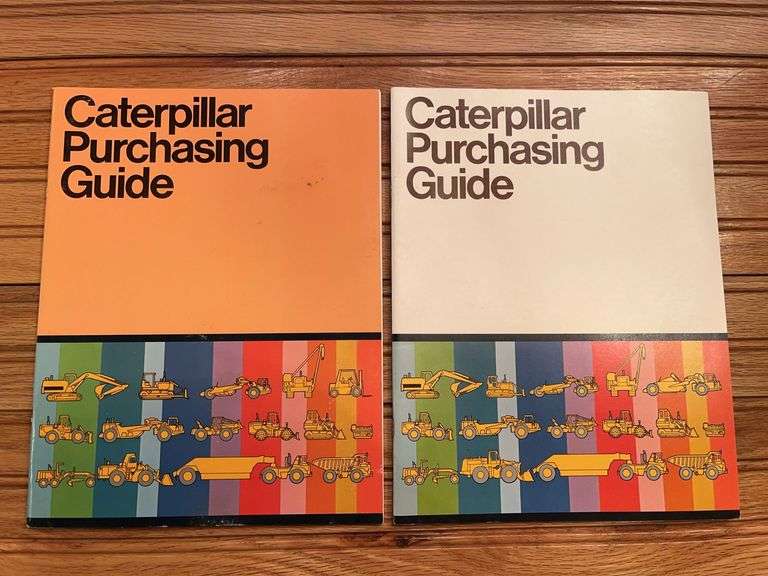 Caterpillar
Purchasing
Guide
Caterpillar
Purchasing
Guide